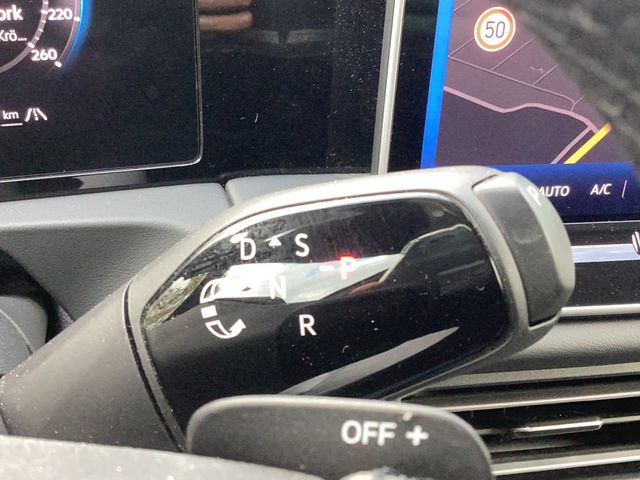 ork
220
Krö...
260
km
50
AUTO A/C
P
D S
P
N
R
OFF +